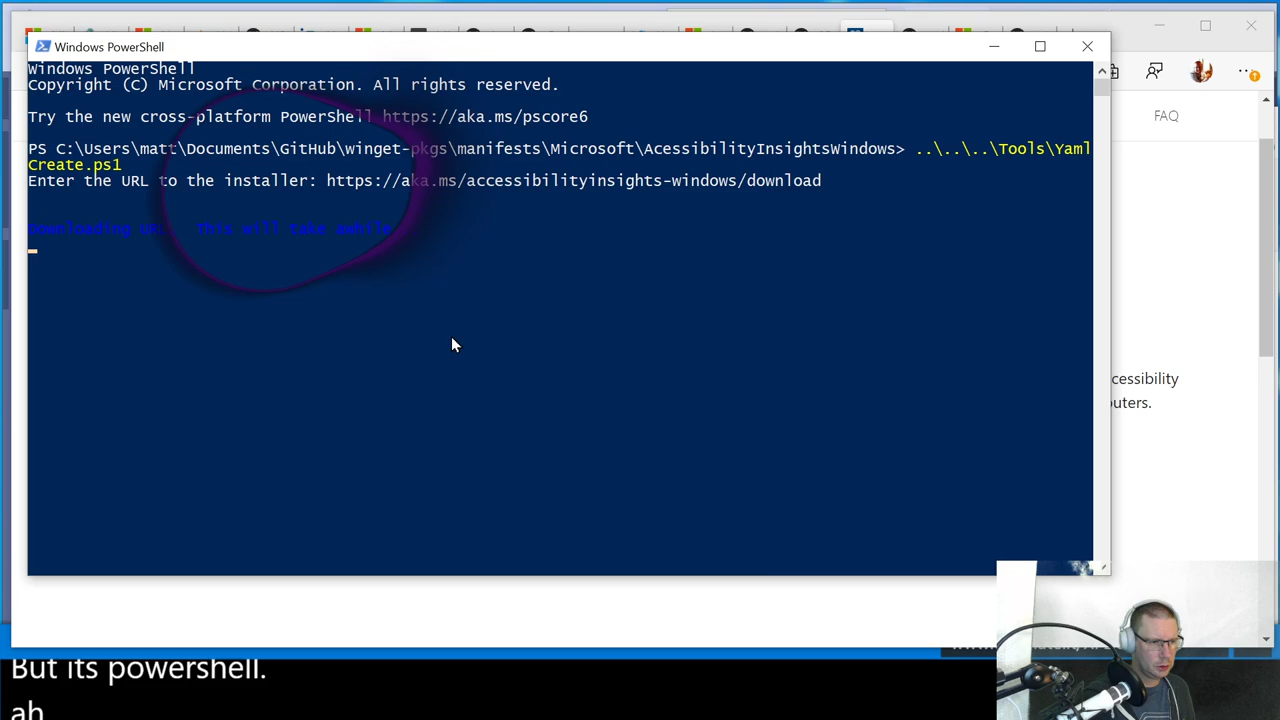 Windows PowerShell
FAQ
Windows PowerShell
Copyright (C) Microsoft Corporation. All rights reserved.
Try the new cross-platform PowerShell https://aka.ms/pscore6
PS C:\Users\matt\Documents\GitHub\winget-pkgs\manifests\Microsoft\AcessibilityInsightsWindows> ..\..\..\Tools\Yaml
Create.ps1
Enter the URL to the installer: https://aka.ms/accessibilityinsights-windows/download
Downloading URL. This will take awhile
cessibility
uters.
But its powershell.
ah